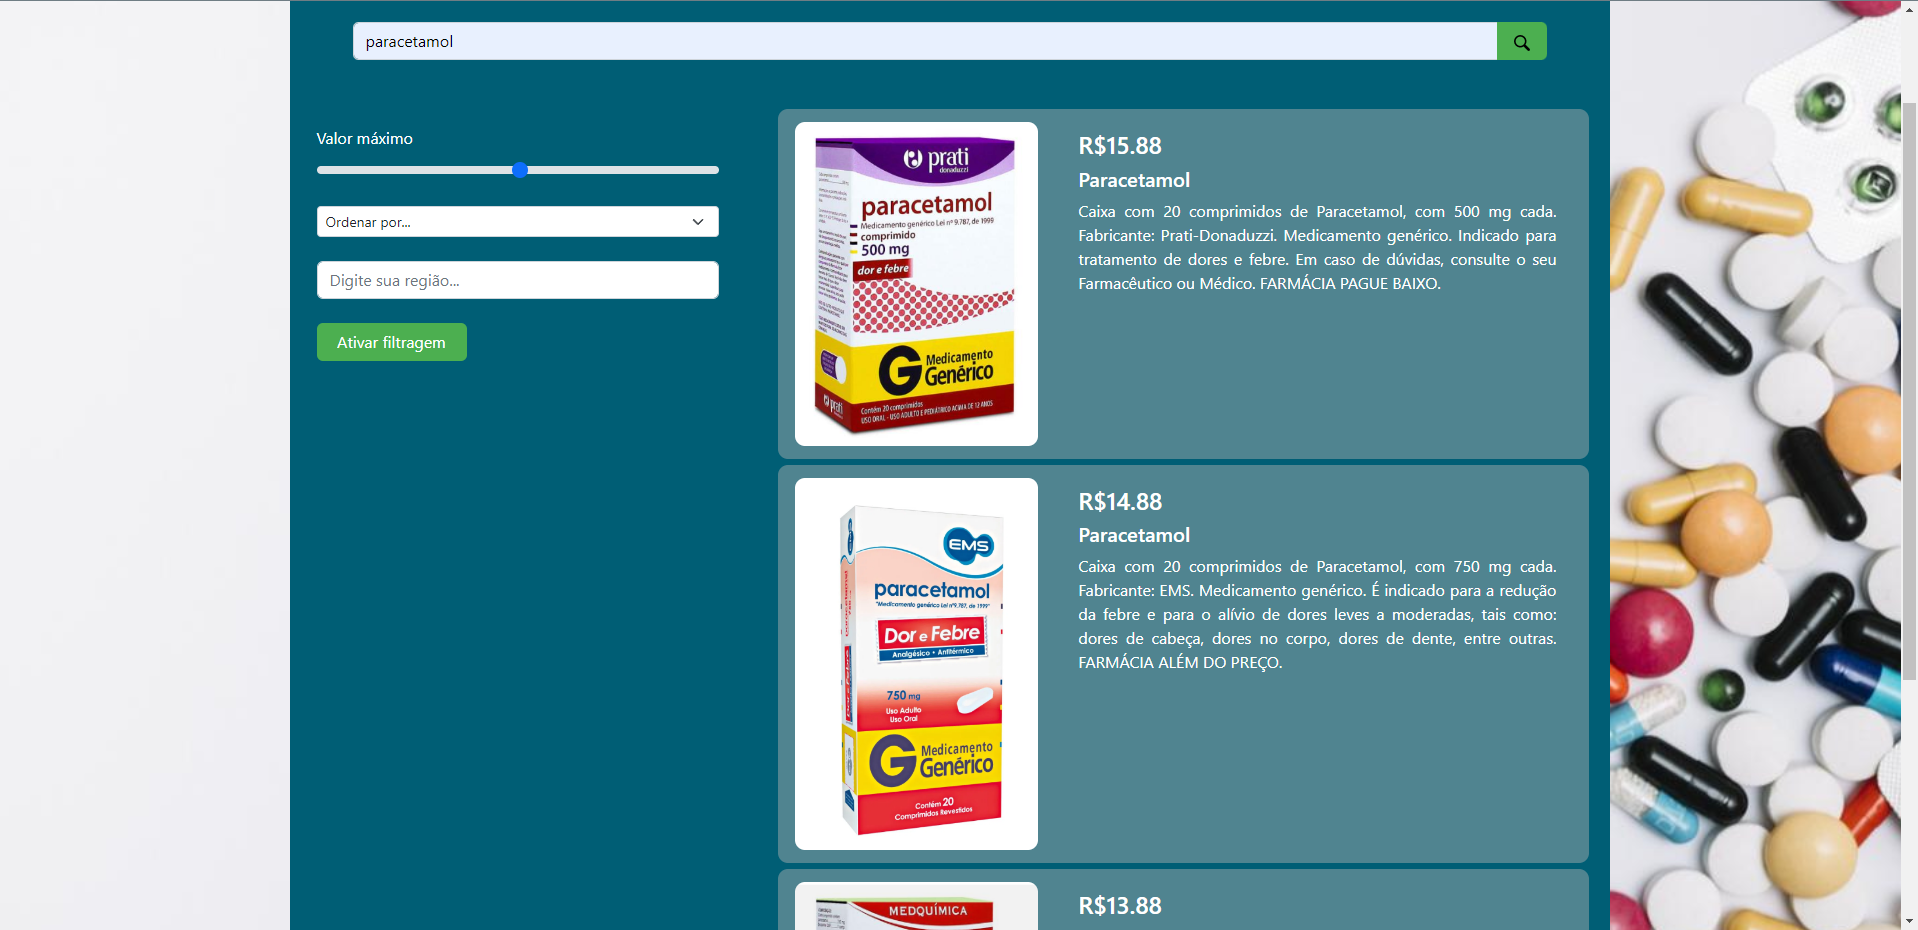 paracetamol
Valor máximo
Ordenar por...
Digite sua região...
Ativar filtragem
prati
donaduzzi
paracetamol
Medicamento genérico Lei nº 9.787, de 1999
comprimido
500 mg
dor e febre
G Medicamento
Genérico
prati
Contém 20 comprimidos
USO ORAL - USO ADULTO E PEDIÁTRICO ACIMA DE 12 ANOS
R$15.88
Paracetamol
Caixa com 20 comprimidos de Paracetamol, com 500 mg cada.
Fabricante: Prati-Donaduzzi. Medicamento genérico. Indicado para
tratamento de dores e febre. Em caso de dúvidas, consulte o seu
Farmacêutico ou Médico. FARMÁCIA PAGUE BAIXO.
EMS
paracetamol
"Medicamento genérico Lei nº9.787, de 1999"
Dor e Febre
Analgésico • Antitérmico
750 mg
Uso Adulto
Uso Oral
G Medicamento
Genérico
Contém 20
Comprimidos Revestidos
R$14.88
Paracetamol
Caixa com 20 comprimidos de Paracetamol, com 750 mg cada.
Fabricante: EMS. Medicamento genérico. É indicado para a redução
da febre e para o alívio de dores leves a moderadas, tais como:
dores de cabeça, dores no corpo, dores de dente, entre outras.
FARMÁCIA ALÉM DO PREÇO.
MEDQUÍMICA
R$13.88